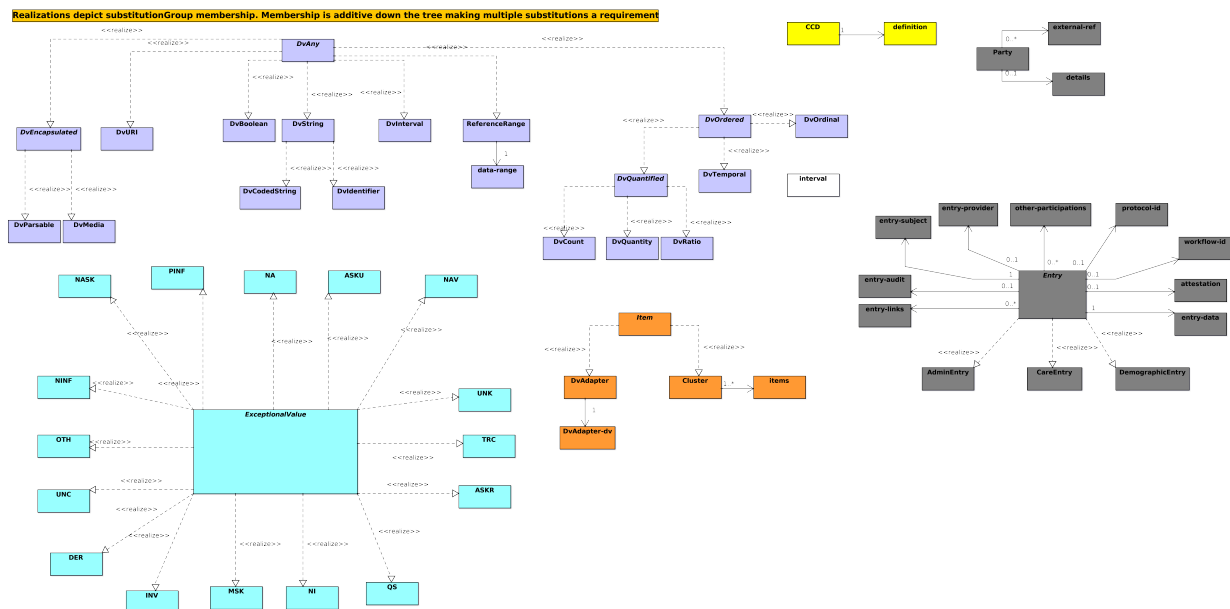 Realizations depict substitutionGroup membership. Membership is additive down the tree making multiple substitutions a requirement
DvAny
<<realize>>
<<realize>>
<<realize>>
<<realize>>
<<realize>>
<<realize>>
<<realize>>
DvEncapsulated
DvURI
DvBoolean
DvString
DvInterval
ReferenceRange
1
data-range
<<realize>>
<<realize>>
<<realize>>
<<realize>>
DvCodedString
DvIdentifier
DvParsable
DvMedia
DvOrdered
<<realize>>
DvOrdinal
<<realize>>
<<realize>>
DvQuantified
DvTemporal
<<realize>>
<<realize>>
<<realize>>
DvCount
DvQuantity
DvRatio
interval
CCD
1
definition
Party
0..*
external-ref
0..1
details
NASK
PINF
NA
ASKU
NAV
<<realize>>
<<realize>>
<<realize>>
<<realize>>
<<realize>>
NINF
<<realize>>
<<realize>>
UNK
ExceptionalValue
OTH
<<realize>>
TRC
<<realize>>
UNC
<<realize>>
<<realize>>
ASKR
<<realize>>
DER
<<realize>>
<<realize>>
<<realize>>
<<realize>>
INV
MSK
NI
QS
Item
<<realize>>
<<realize>>
DvAdapter
Cluster
1..*
items
1
DvAdapter-dv
entry-subject
entry-provider
other-participations
protocol-id
workflow-id
0..1
0..*
0..1
entry-audit
1
Entry
0..1
attestation
0..1
0..1
entry-links
0..*
1
entry-data
<<realize>>
<<realize>>
<<realize>>
AdminEntry
CareEntry
DemographicEntry